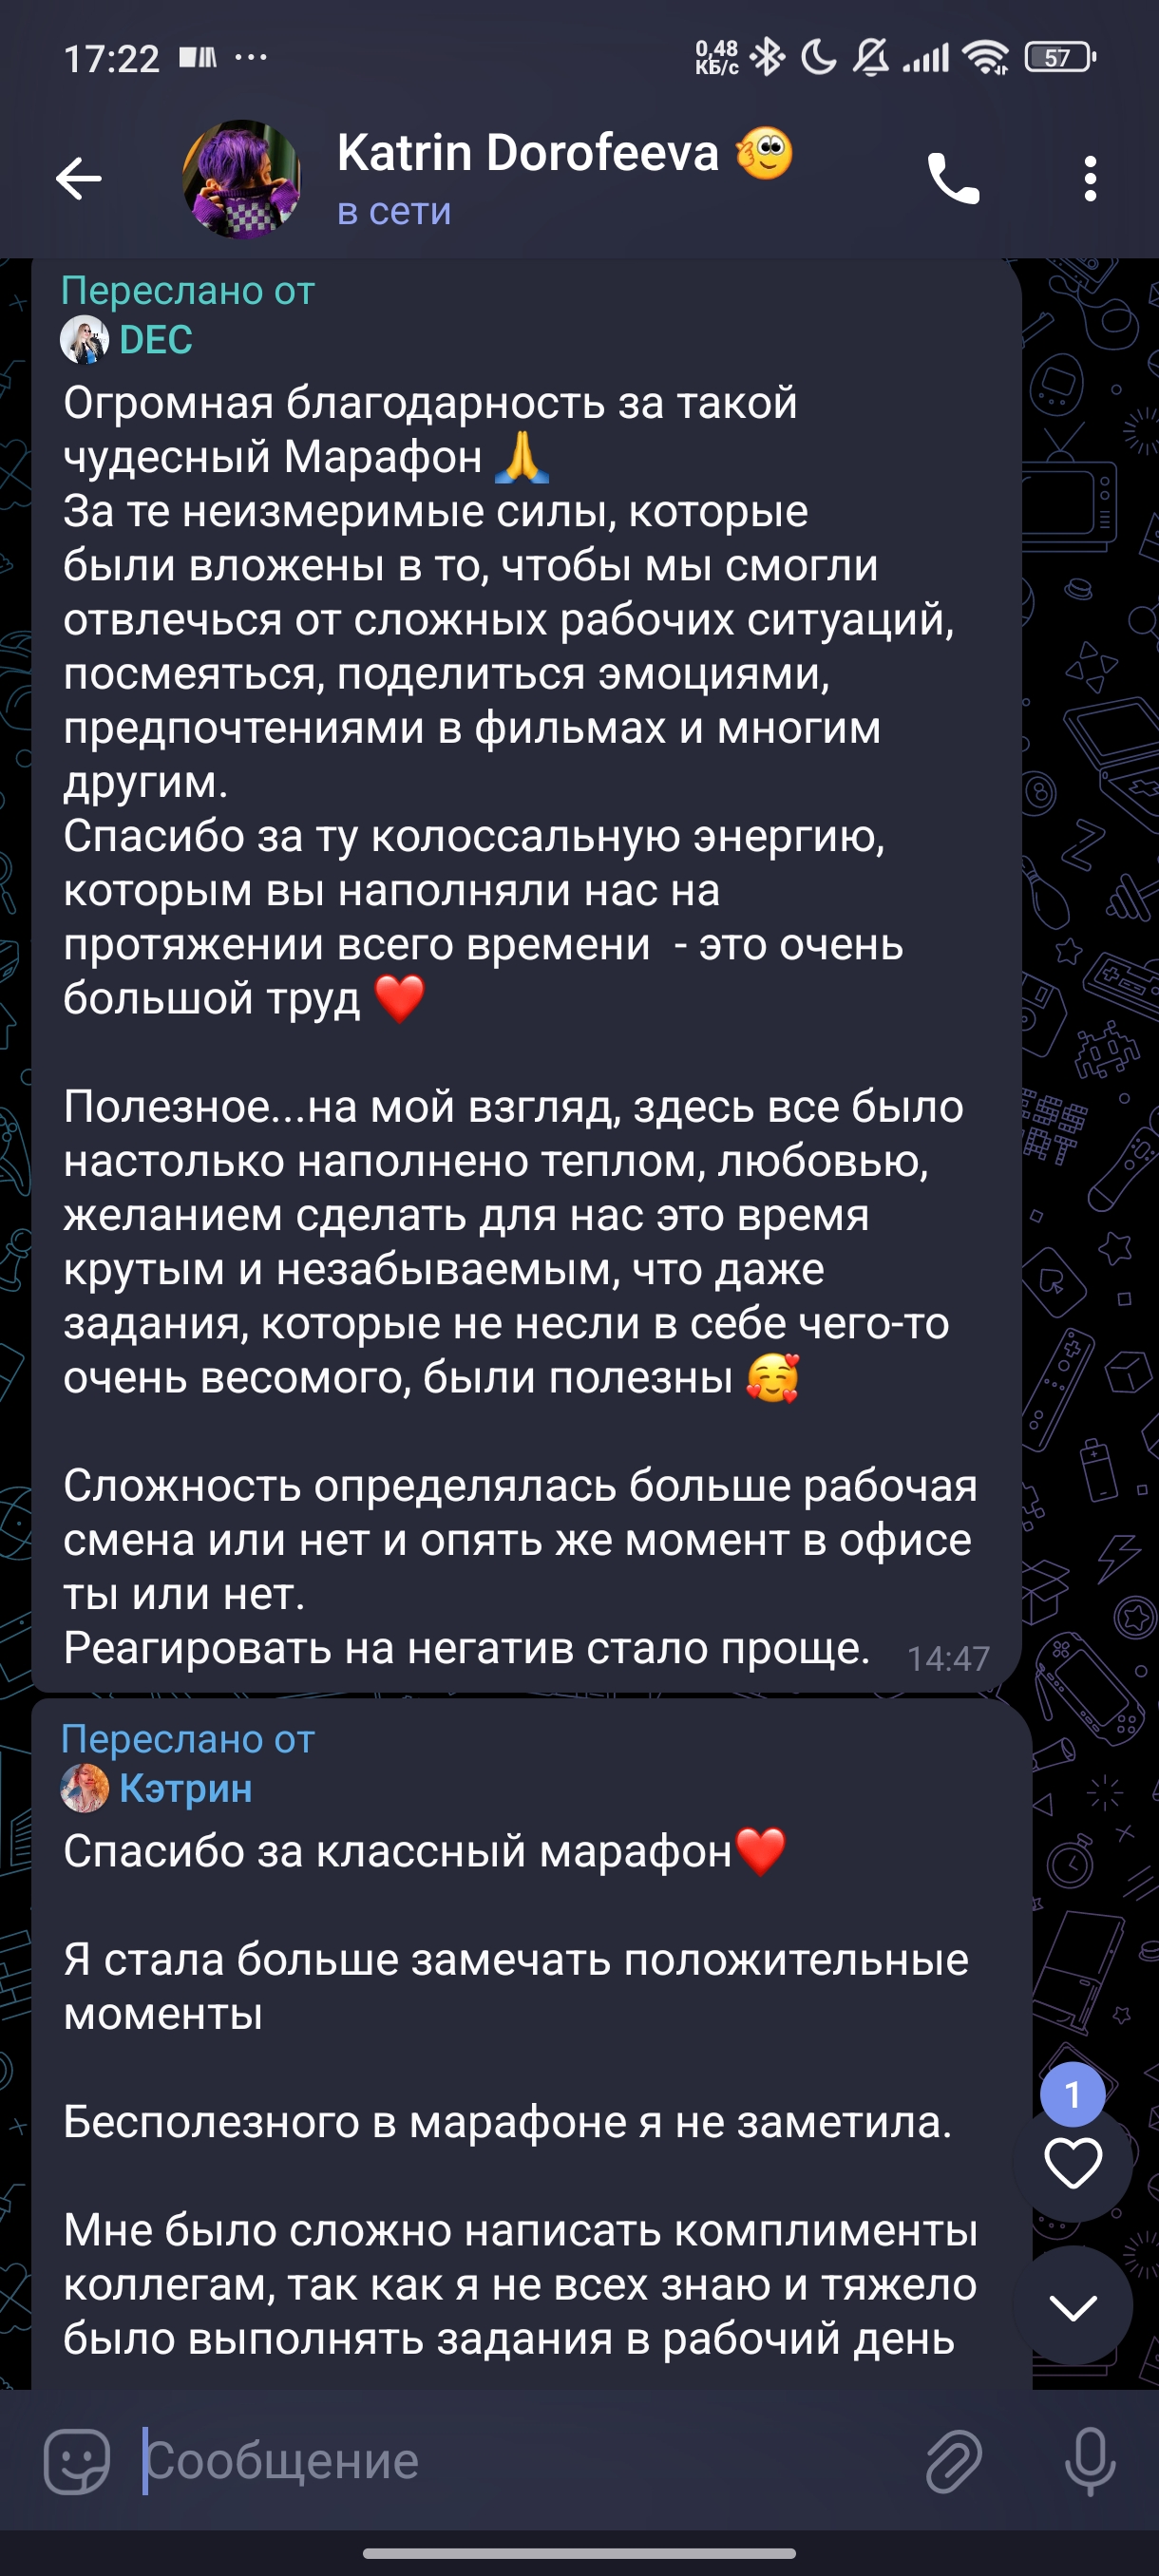 17:22 ...
0,48
КБ/с
57
Katrin Dorofeeva
в сети
Переслано от
DEC
Огромная благодарность за такой
чудесный Марафон 🙏
За те неизмеримые силы, которые
были вложены в то, чтобы мы смогли
отвлечься от сложных рабочих ситуаций,
посмеяться, поделиться эмоциями,
предпочтениями в фильмах и многим
другим.
Спасибо за ту колоссальную энергию,
которым вы наполняли нас на
протяжении всего времени  - это очень
большой труд ❤️
Полезное...на мой взгляд, здесь все было
настолько наполнено теплом, любовью,
желанием сделать для нас это время
крутым и незабываемым, что даже
задания, которые не несли в себе чего-то
очень весомого, были полезны 🥰
Сложность определялась больше рабочая
смена или нет и опять же момент в офисе
ты или нет.
Реагировать на негатив стало проще.
14:47
Переслано от
Кэтрин
Спасибо за классный марафон❤️
Я стала больше замечать положительные
моменты
Бесполезного в марафоне я не заметила.
1
Мне было сложно написать комплименты
коллегам, так как я не всех знаю и тяжело
было выполнять задания в рабочий день
Сообщение